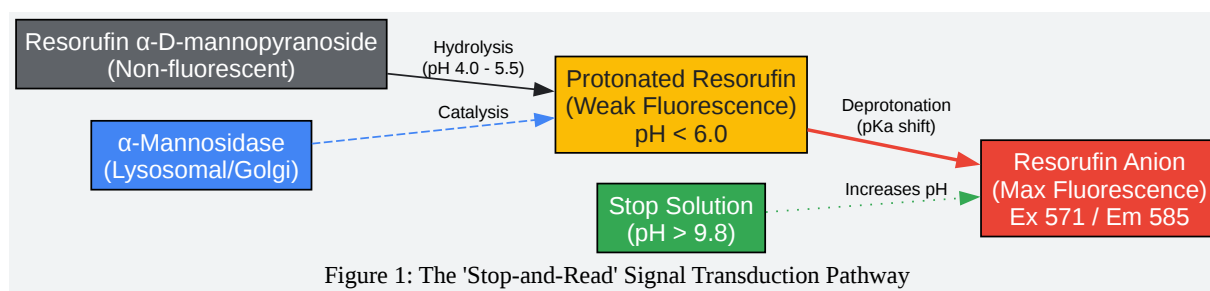 Resorufin α-D-mannopyranoside
(Non-fluorescent)
Hydrolysis
(pH 4.0 - 5.5)
α-Mannosidase
(Lysosomal/Golgi)
Catalysis
Protonated Resorufin
(Weak Fluorescence)
pH < 6.0
Deprotonation
(pKa shift)
Stop Solution
(pH > 9.8)
Increases pH
Resorufin Anion
(Max Fluorescence)
Ex 571 / Em 585
Figure 1: The 'Stop-and-Read' Signal Transduction Pathway